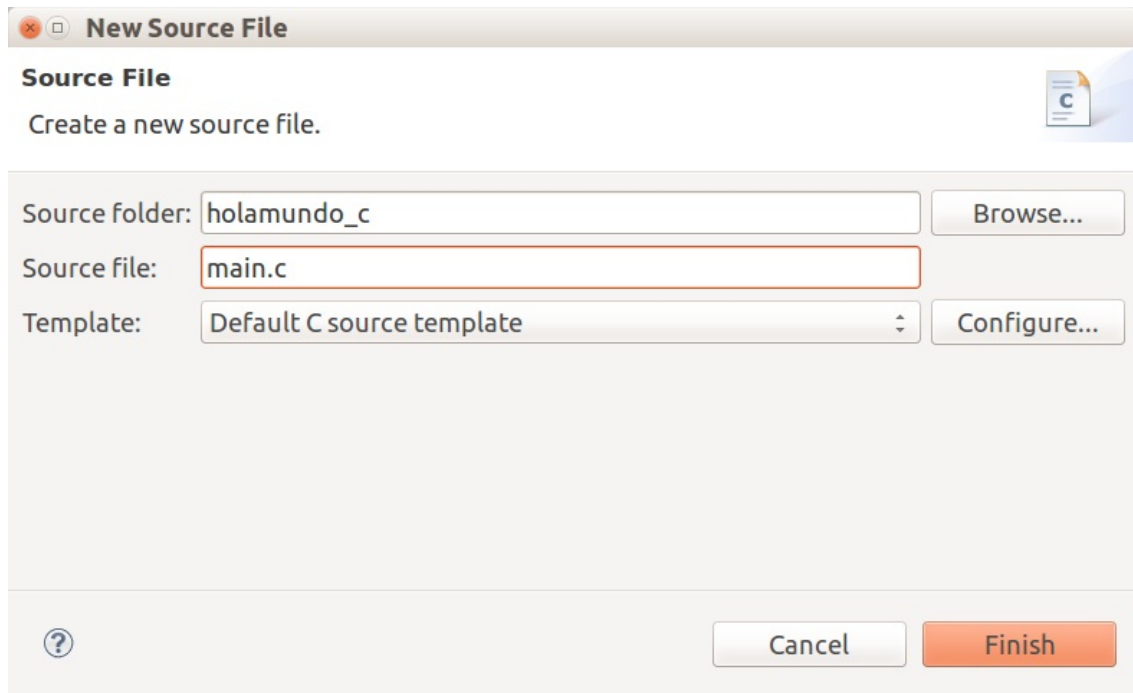 New Source File
Source File
Create a new source file.
C
Source folder: holamundo_c Browse...
Source file: main.c
Template: Default C source template Configure...
? Cancel Finish